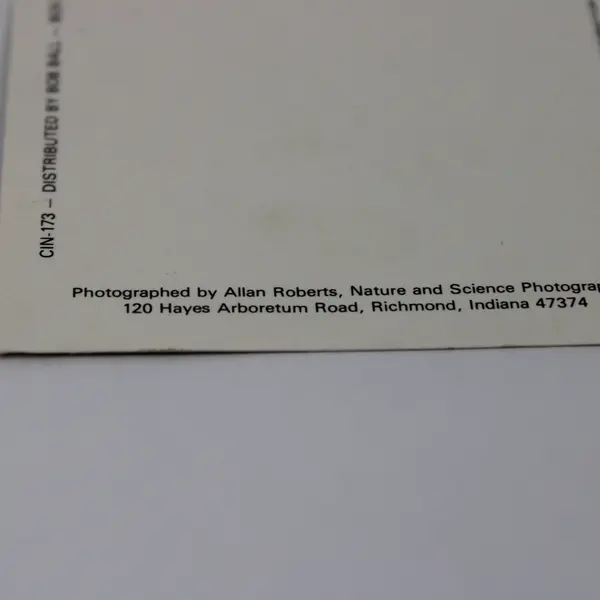 CIN-173 — DISTRIBUTED BY BOB BALL —
Photographed by Allan Roberts, Nature and Science
120 Hayes Arboretum Road, Richmond, Indiana 47374